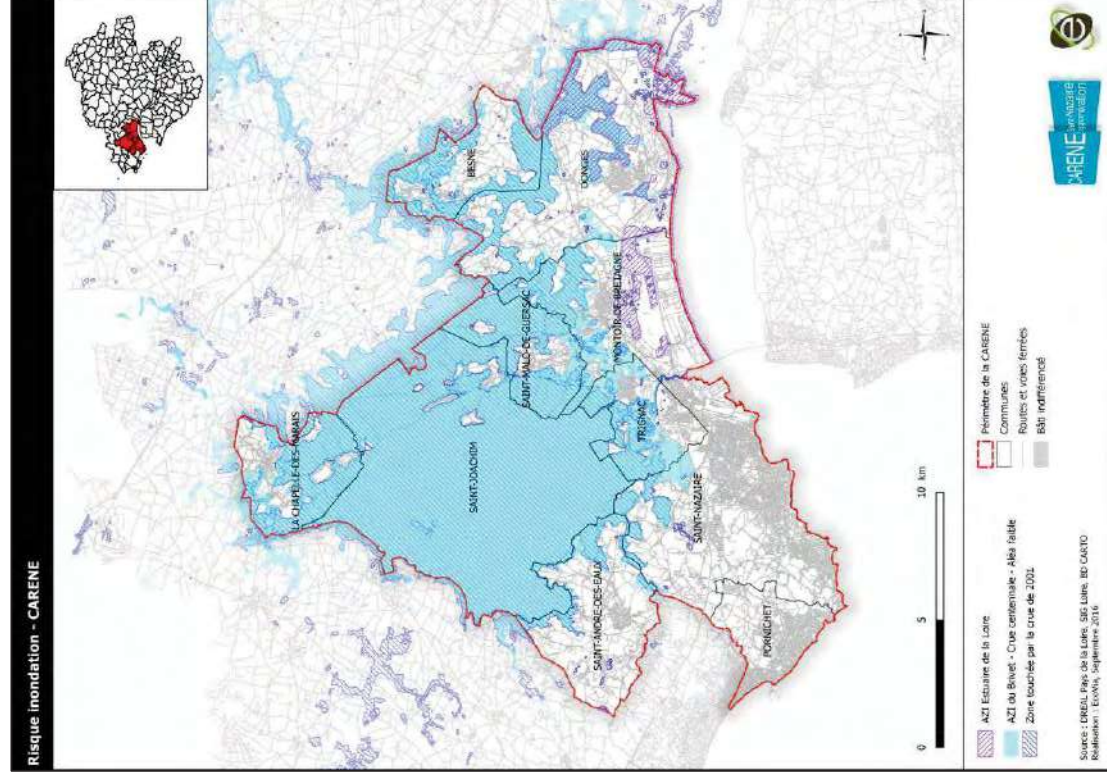 Risque inondation - CARENE
LA CHAPELLE-DES-MARAIS
BESNE
SAINT-JOACHIM
SAINT-MALO-DE-GUERSAC
DONGES
MONTOIR-DE-BRETAGNE
TRIGNAC
SAINT-ANDRE-DES-EAUX
SAINT-NAZAIRE
PORNICHET
0 5 10 km
AZI Estuaire de la Loire
AZI du Brivet - Crue centennale - Aléa faible
Zone touchée par la crue de 2001
Périmètre de la CARENE
Communes
Routes et voies ferrées
Bâti indifférencié
Source : DREAL Pays de la Loire, SIG Loire, BD CARTO
Réalisation : EcoVia, Septembre 2016
CARENE Saint-Nazaire
agglomération
e